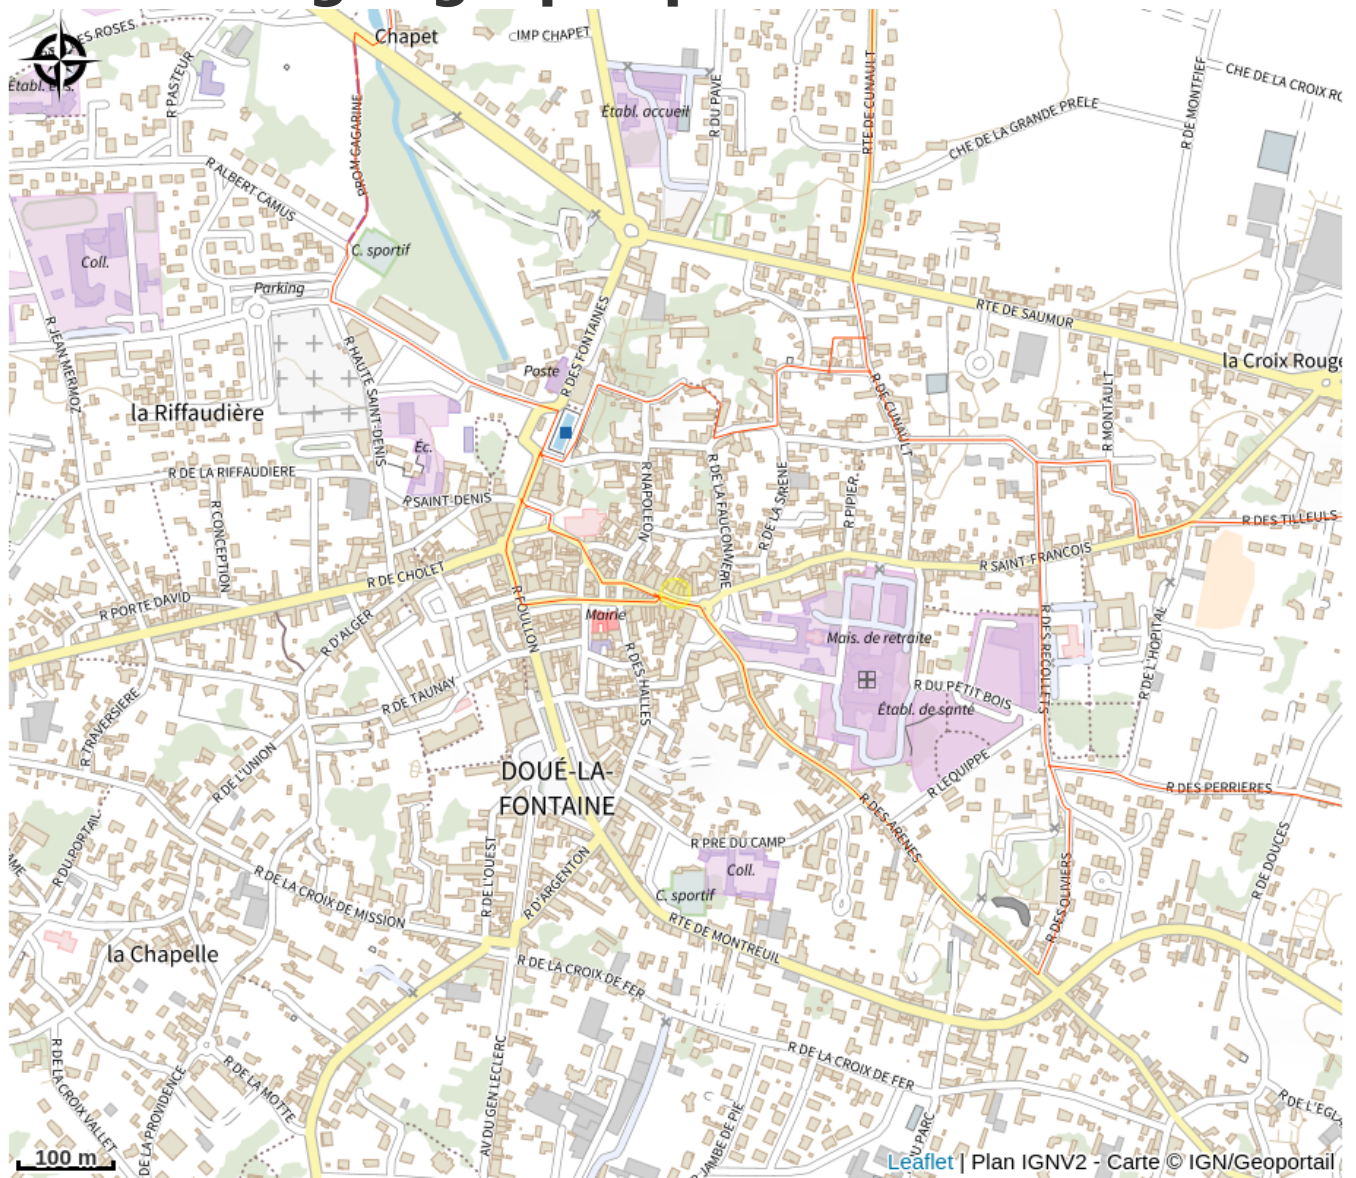 Chapet
IMP CHAPET
DES ROSES
Établ. ens.
R PASTEUR
PROM GAGARINE
Établ. accueil
R DU PAVE
RTE DE CUNAULT
CHE DE LA GRANDE PRELE
R DE MONTFIEF
CHE DE LA CROIX RO
R ALBERT CAMUS
C. sportif
Coll.
Parking
R DES FONTAINES
RTE DE SAUMUR
R JEAN MERMOZ
R HAUTE SAINT-DENIS
Poste
la Croix Rouge
la Riffaudière
R DE CUNAULT
R MONTAULT
Éc.
R DE LA RIFFAUDIERE
R SAINT-DENIS
R CONCEPTION
R NAPOLEON
R DE LA FAUCONNERIE
R DE LA SIRENE
R PIPIER
R DES TILLEULS
R SAINT-FRANCOIS
R DE CHOLET
R PORTE DAVID
R D'ALGER
R FOULLON
Mairie
Mais. de retraite
R DES HALLES
R DES RECOLLETS
R DE L'HOPITAL
R DU PETIT BOIS
Établ. de santé
R DE TAUNAY
R TRAVERSIERE
R DE L'UNION
DOUÉ-LA-
FONTAINE
R LEQUIPPE
R DES PERRIERES
R DES ARENES
R PRE DU CAMP
R DU PORTAIL
AME
R DE L'OUEST
R D'ARGENTON
Coll.
C. sportif
R DES OLIVIERS
R DE DOUCES
R DE LA CROIX DE MISSION
RTE DE MONTREUIL
la Chapelle
R DE LA CROIX DE FER
R DE LA CROIX DE FER
R DE LA CROIX VALLET
DE LA PROVIDENCE
R DE LA MOTTE
AV DU GEN LECLERC
R JAMBE DE PIE
DU PARC
R DE L'EGL
100 m
Leaflet | Plan IGNV2 - Carte © IGN/Geoportail